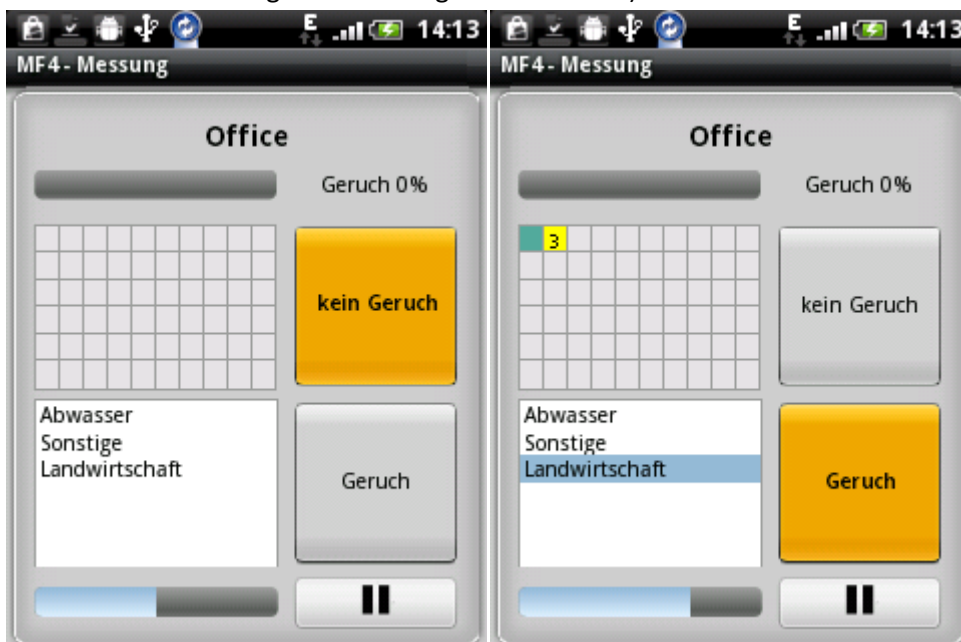 E 14:13
MF4 - Messung
Office
Geruch 0%
kein Geruch
Abwasser
Sonstige
Landwirtschaft
Geruch
E 14:13
MF4 - Messung
Office
Geruch 0%
3
kein Geruch
Abwasser
Sonstige
Landwirtschaft
Geruch